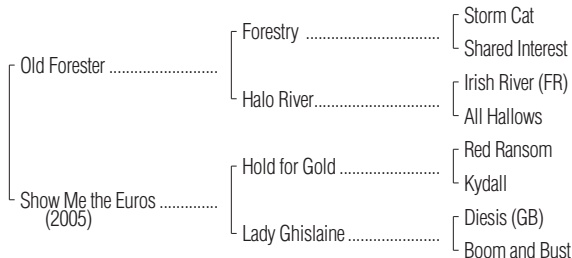 Storm Cat
Forestry ................................
Shared Interest
Old Forester .........................
Irish River (FR)
Halo River..............................
All Hallows
Red Ransom
Hold for Gold ........................
Kydall
Show Me the Euros .............
(2005)
Diesis (GB)
Lady Ghislaine ......................
Boom and Bust